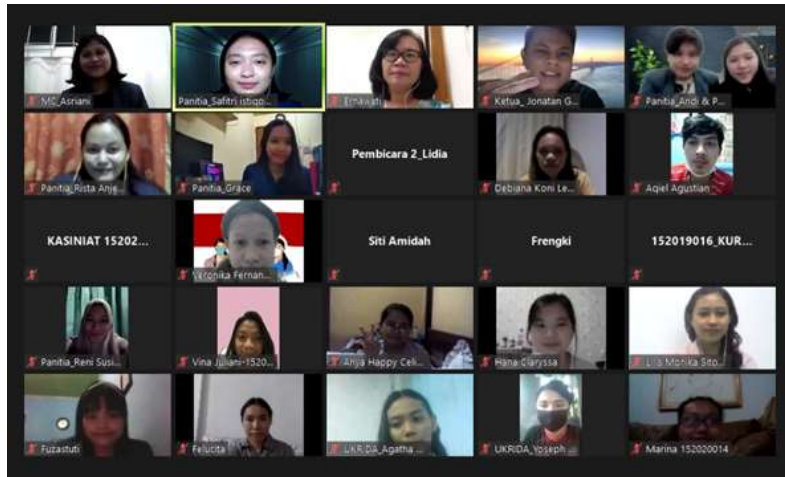 MC_Asriani
Panitia_Safitri istiqo...
Ernawati
Ketua_ Jonatan G...
Panitia_Andi & P...
Panitia_Rista Anje...
Panitia_Grace
Pembicara 2_Lidia
Debiana Koni Le...
Aqiel Agustian
KASINIAT 15202...
Veronika Fernan...
Siti Amidah
Frengki
152019016_KUR...
Panitia_Reni Susi...
Vina Juliani-1520...
Anya Happy Celi...
Hana Claryssa
Lila Monika Sito...
Fuzastuti
Felucita
UKRIDA_Agatha ...
UKRIDA_Yoseph ...
Marina 152020014